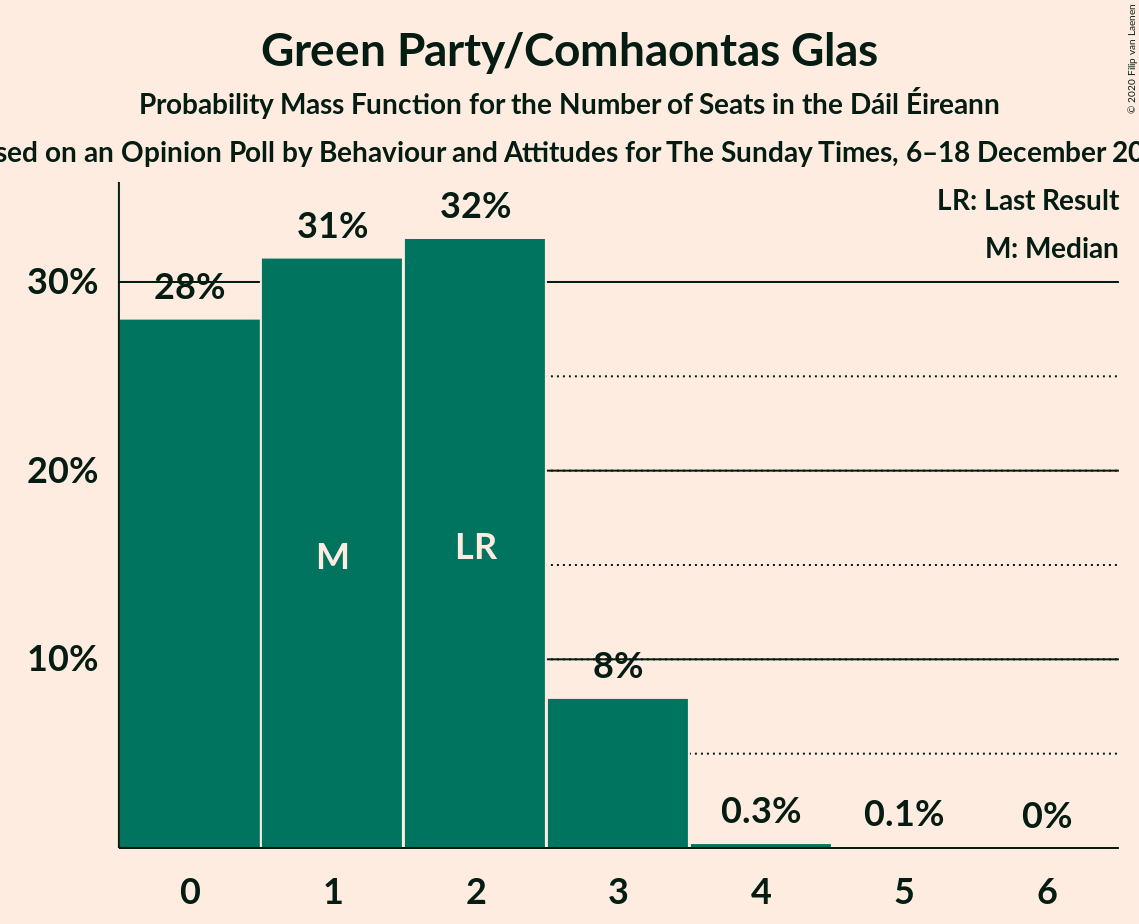 Green Party/Comhaontas Glas
Probability Mass Function for the Number of Seats in the Dáil Éireann
on an Opinion Poll by Behaviour and Attitudes for The Sunday Times, 6–18 December
© 2020 Filip van Laenen
LR: Last Result
M: Median
30%
20%
10%
28%
31%
32%
8%
0.3%
0.1%
0%
M
LR
0
1
2
3
4
5
6